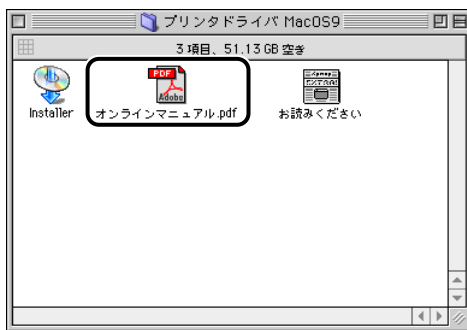 プリンタドライバ MacOS9
3 項目、51.13 GB 空き
PDF
Adobe
Installer
オンラインマニュアル.pdf
お読みください